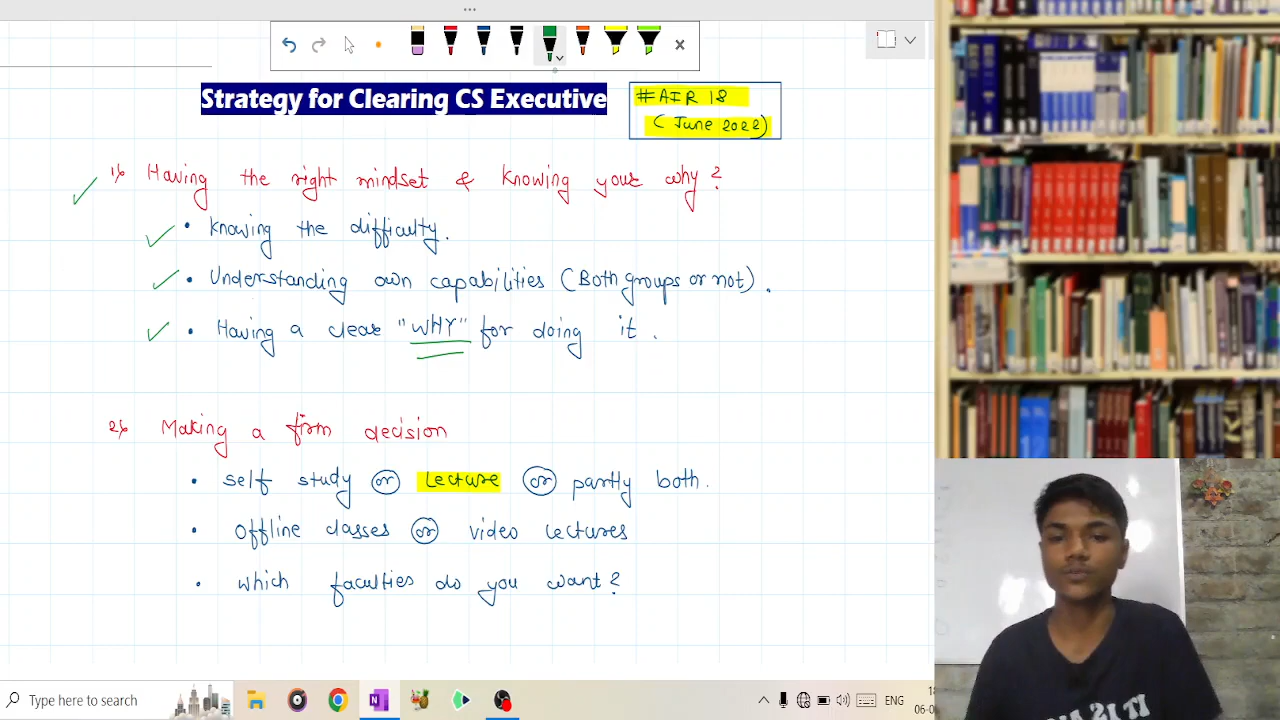 Strategy for Clearing CS Executive
#AIR 18
(June 2022)
1) Having the right mindset & knowing your why?
• Knowing the difficulty.
• Understanding own capabilities (Both groups or not).
• Having a clear "WHY" for doing it.
2) Making a firm decision
• self study or Lecture or partly both.
• Offline classes or video lectures
• which faculties do you want?
Type here to search
ENG